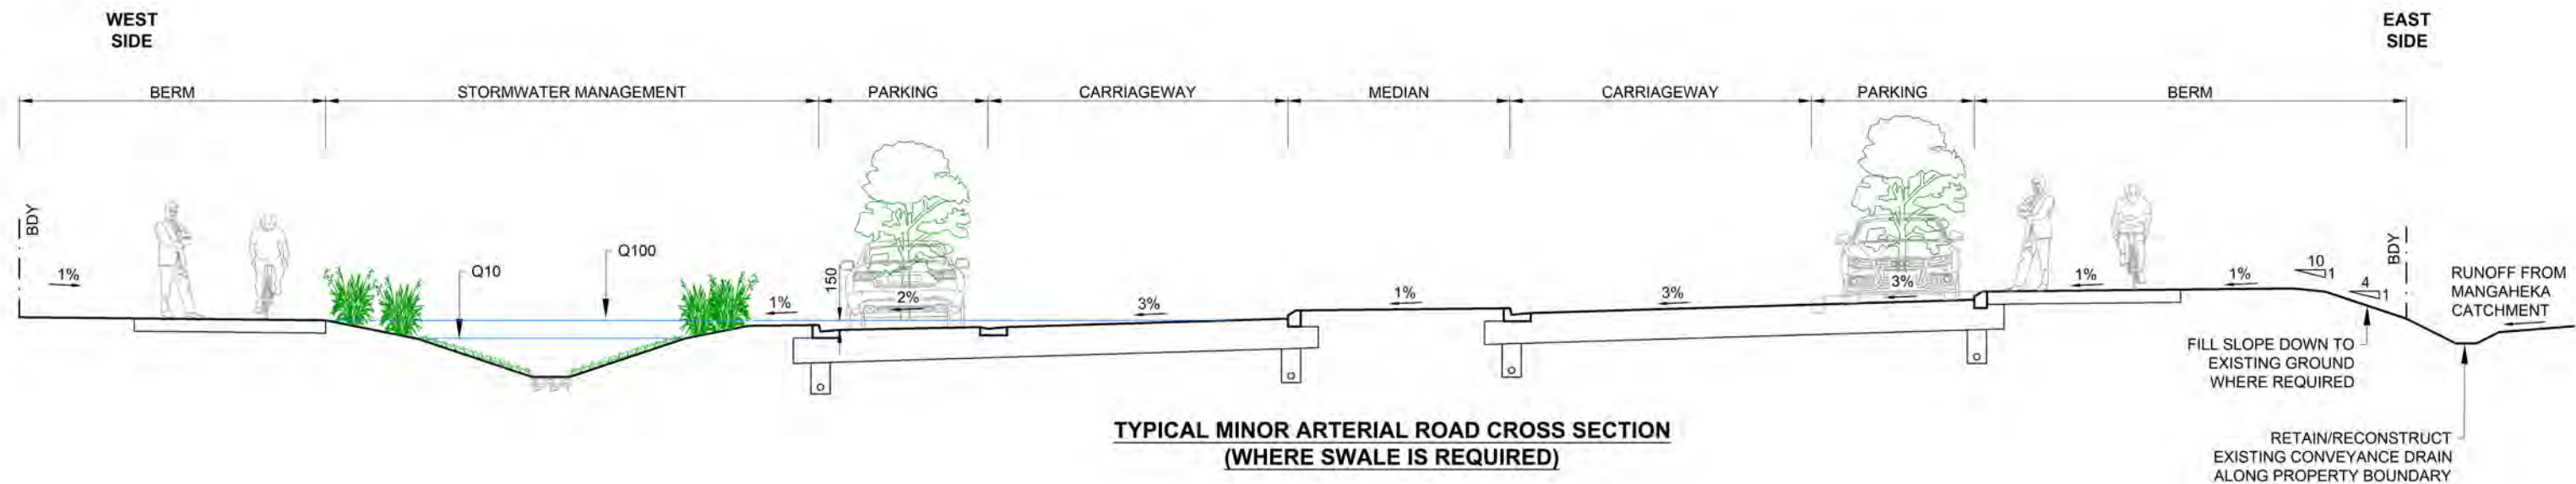 WEST
SIDE
EAST
SIDE
BERM
STORMWATER MANAGEMENT
PARKING
CARRIAGEWAY
MEDIAN
CARRIAGEWAY
PARKING
BERM
BDY
1%
Q10
Q100
1%
150
2%
3%
1%
3%
3%
1%
1%
10
1
4
1
BDY
RUNOFF FROM
MANGAHEKA
CATCHMENT
FILL SLOPE DOWN TO
EXISTING GROUND
WHERE REQUIRED
RETAIN/RECONSTRUCT
EXISTING CONVEYANCE DRAIN
ALONG PROPERTY BOUNDARY
TYPICAL MINOR ARTERIAL ROAD CROSS SECTION
(WHERE SWALE IS REQUIRED)